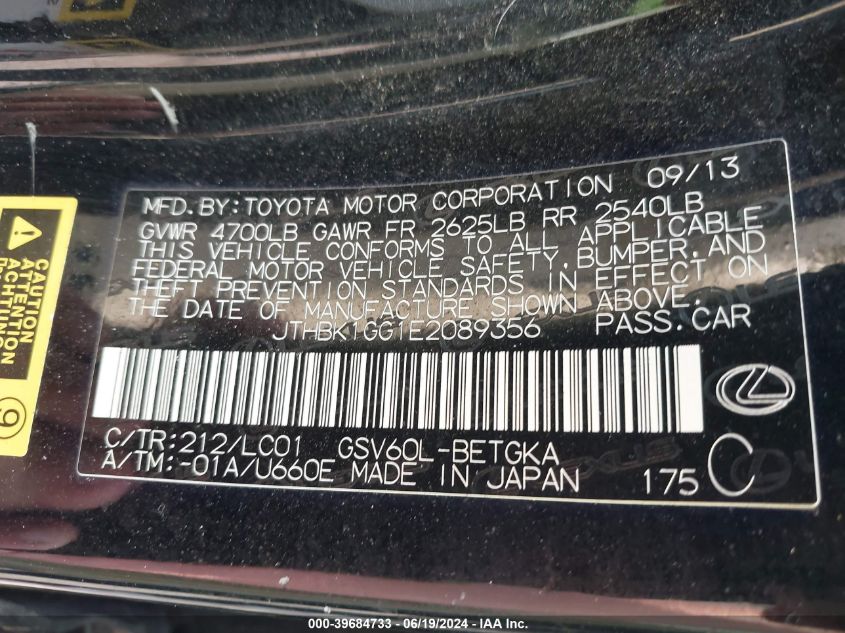 MFD.BY:TOYOTA MOTOR CORPORATION 09/13
GVWR 4700LB GAWR FR 2625LB RR 2540LB
THIS VEHICLE CONFORMS TO ALL APPLICABLE
FEDERAL MOTOR VEHICLE SAFETY,BUMPER,AND
THEFT PREVENTION STANDARDS IN EFFECT ON
THE DATE OF MANUFACTURE SHOWN ABOVE.
JTHBK1GG1E2089356 PASS.CAR
C/TR:212/LC01 GSV60L-BETGKA
A/TM:-01A/U660E MADE IN JAPAN 175 C
CAUTION
ATTENTION
ACHTUNG
9
000-39684733 - 06/19/2024 - IAA, Inc.